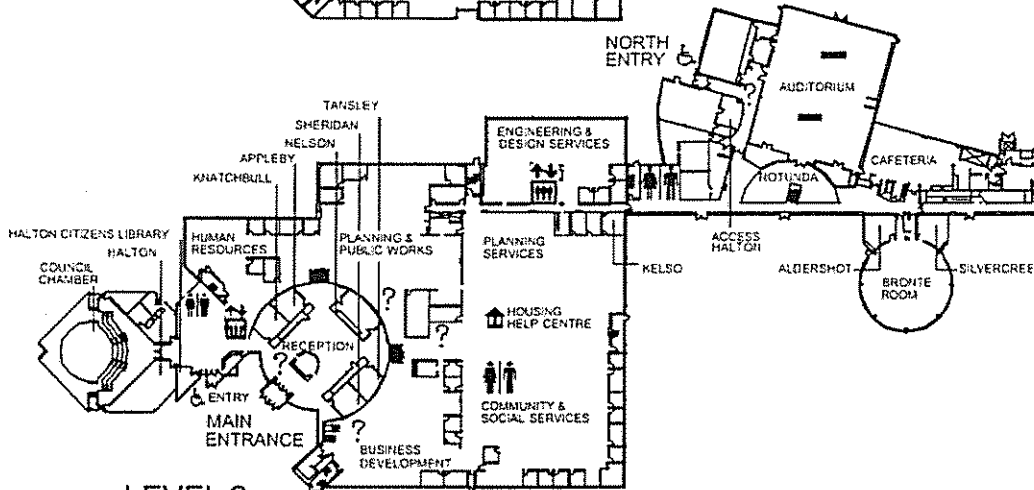 NORTH
ENTRY
AUDITORIUM
TANSLEY
SHERIDAN
NELSON
APPLEBY
KNATCHBULL
ENGINEERING &
DESIGN SERVICES
CAFETERIA
ROTUNDA
HALTON CITIZENS LIBRARY
HALTON
COUNCIL
CHAMBER
HUMAN
RESOURCES
PLANNING &
PUBLIC WORKS
PLANNING
SERVICES
KELSO
ACCESS
HALTON
ALDERSHOT
BRONTE
ROOM
SILVERCREE
?
?
?
?
?
HOUSING
HELP CENTRE
RECEPTION
ENTRY
MAIN
ENTRANCE
COMMUNITY &
SOCIAL SERVICES
BUSINESS
DEVELOPMENT